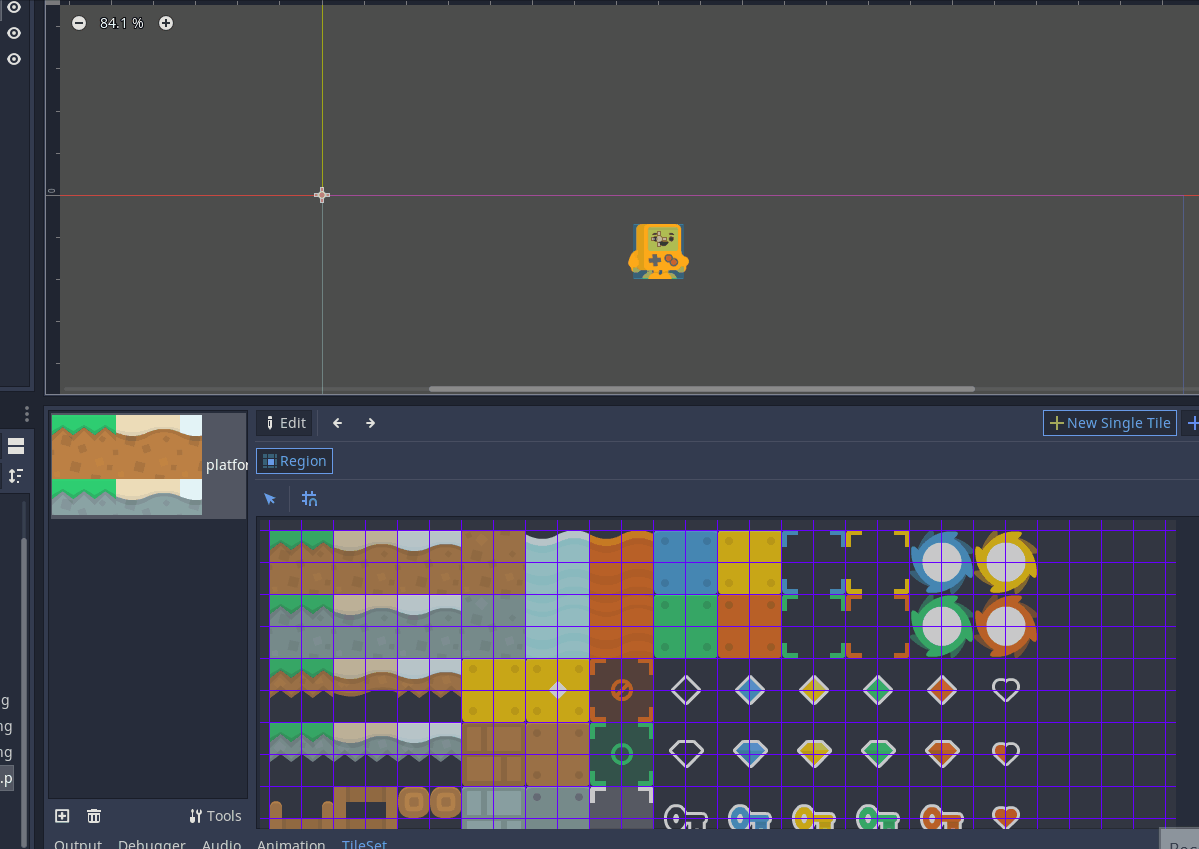 84.1 %
0
platfor
Edit
New Single Tile
Region
g
ng
ng
.p
Tools
Output Debugger Audio Animation TileSet